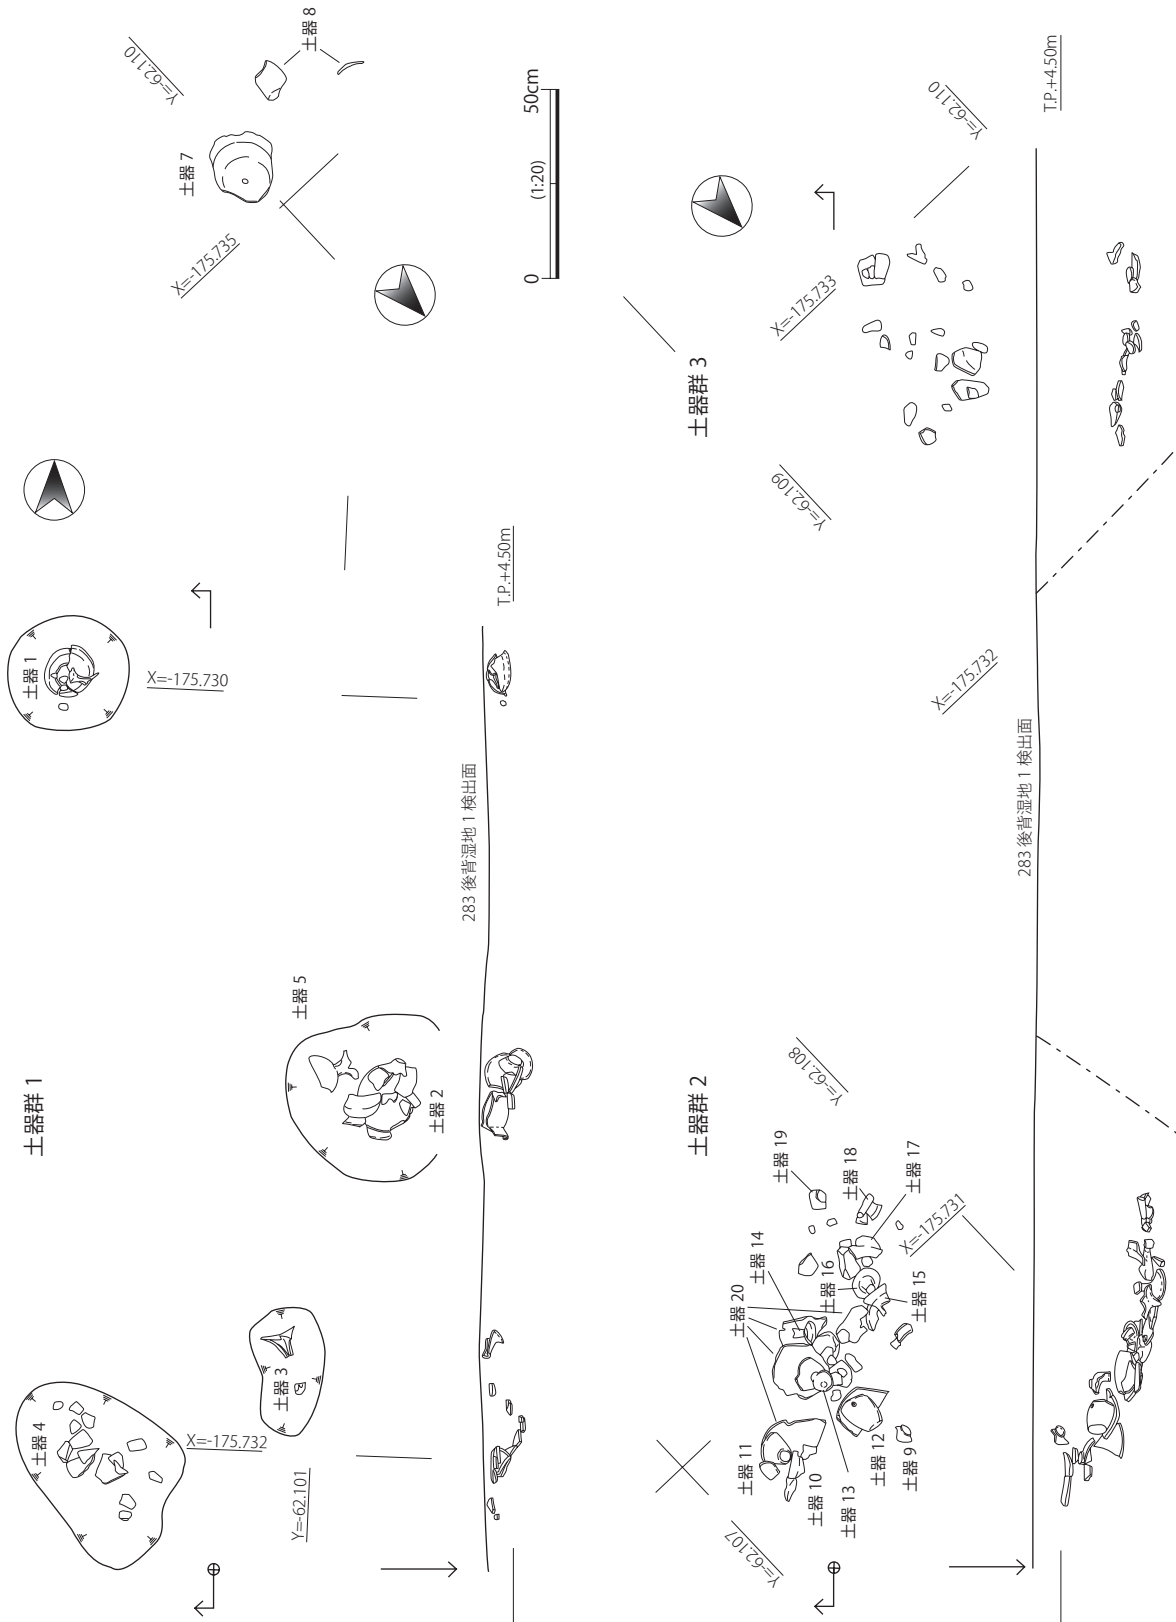 土器群 1
土器 4
X=-175.732
土器 3
Y=-62.101
土器 5
土器 2
土器 1
X=-175.730
283 後背湿地 1 検出面
T.P.+4.50m
Y=-62.110
土器 8
土器 7
X=-175.735
0
(1:20)
50cm
土器群 2
Y=-62.107
土器 11
土器 10
土器 13
土器 12
土器 9
土器 20
土器 14
土器 16
土器 15
土器 19
土器 18
土器 17
X=-175.731
Y=-62.108
283 後背湿地 1 検出面
X=-175.732
土器群 3
Y=-62.109
X=-175.733
Y=-62.110
T.P.+4.50m